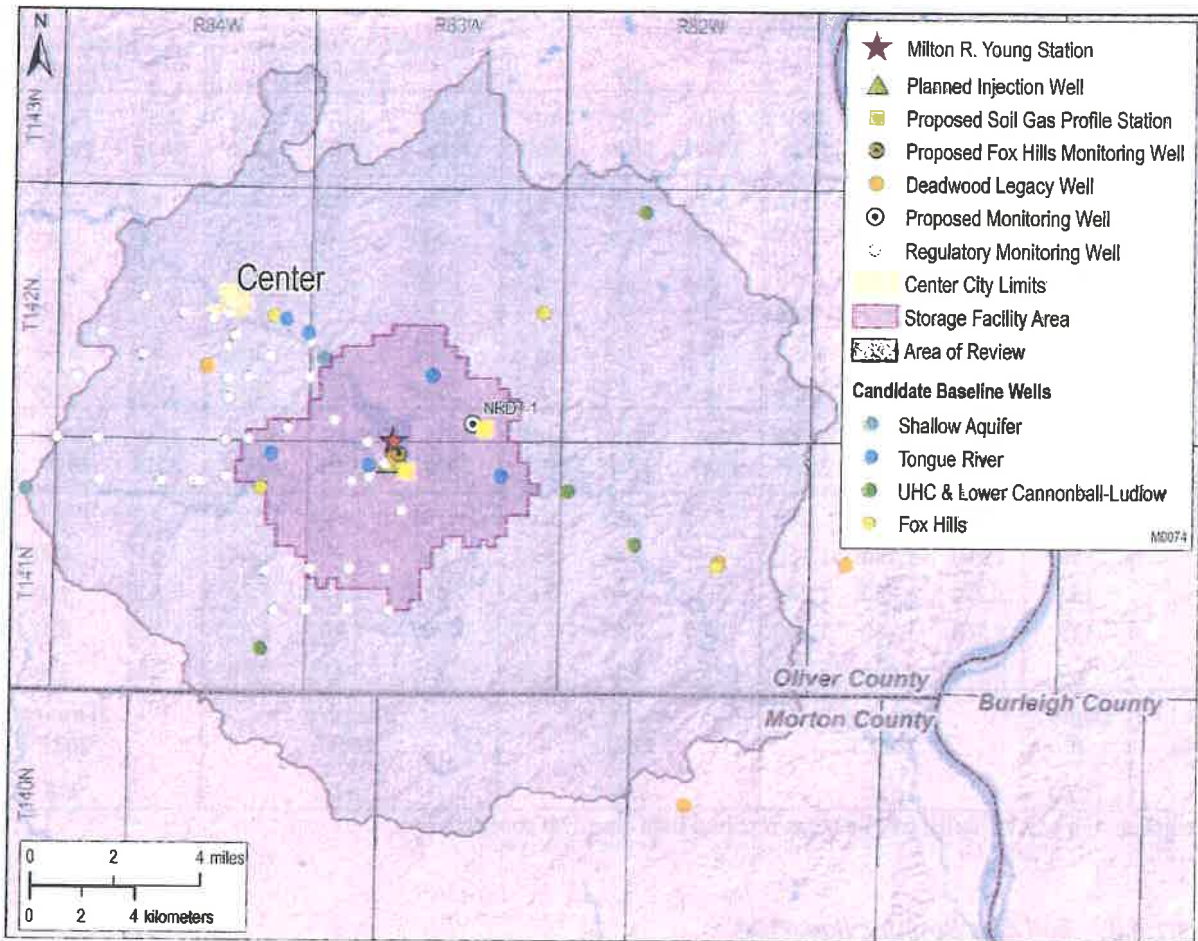 N
R84W
R83W
R82W
T143N
T142N
T141N
T140N
Center
Oliver County
Morton County
Burleigh County
0 2 4 miles
0 2 4 kilometers
Milton R. Young Station
Planned Injection Well
Proposed Soil Gas Profile Station
Proposed Fox Hills Monitoring Well
Deadwood Legacy Well
Proposed Monitoring Well
Regulatory Monitoring Well
Center City Limits
Storage Facility Area
Area of Review
Candidate Baseline Wells
Shallow Aquifer
Tongue River
UHC & Lower Cannonball-Ludlow
Fox Hills
M0074